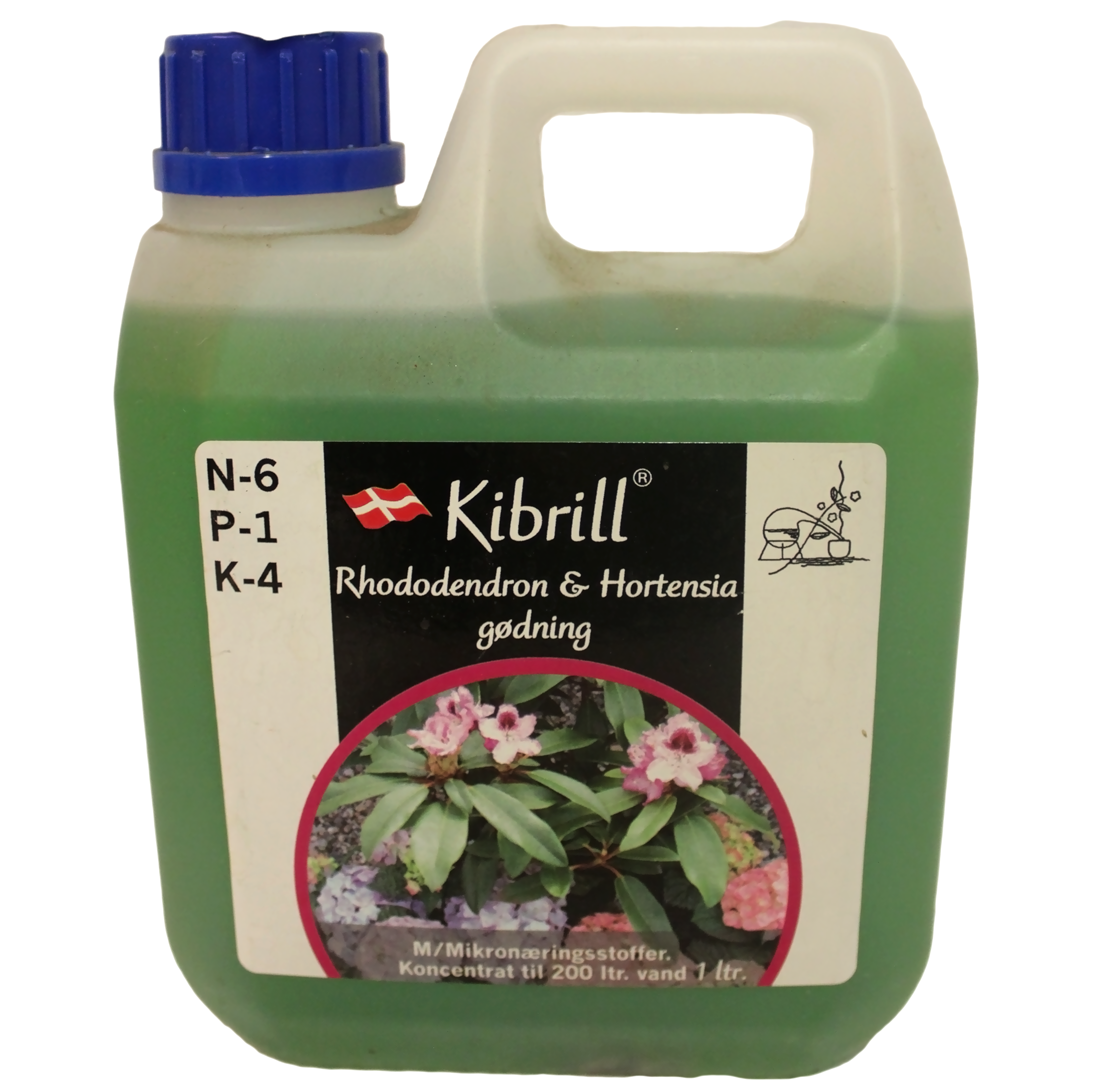 N-6
P-1
K-4
Kibrill®
Rhododendron & Hortensia
gødning
M/Mikronæringsstoffer.
Koncentrat til 200 ltr. vand 1 ltr.